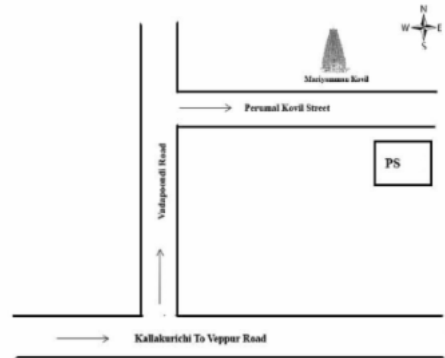 N
W E
S
Mariyamman Kovil
Perumal Kovil Street
PS
Vadapoondi Road
Kallakurichi To Veppur Road